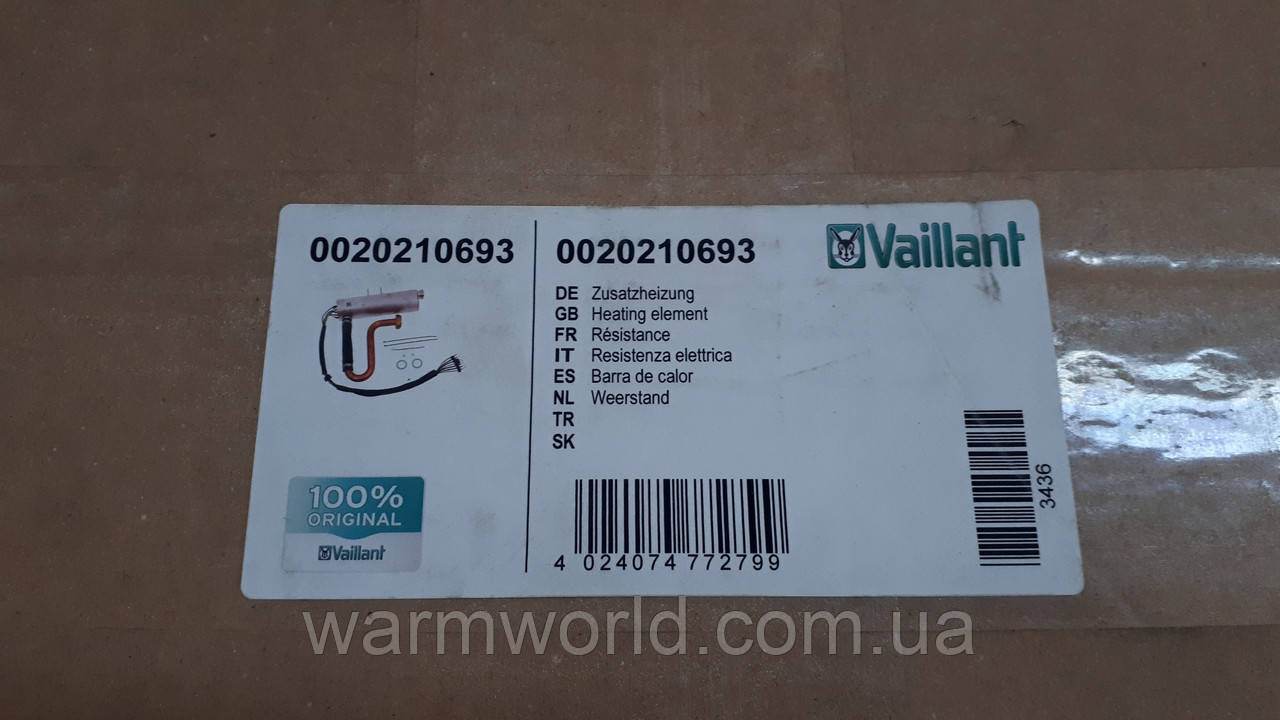 0020210693
100%
ORIGINAL
Vaillant
0020210693
Vaillant
DE Zusatzheizung
GB Heating element
FR Résistance
IT Resistenza elettrica
ES Barra de calor
NL Weerstand
TR
SK
4 024074 772799
3436
warmworld.com.ua